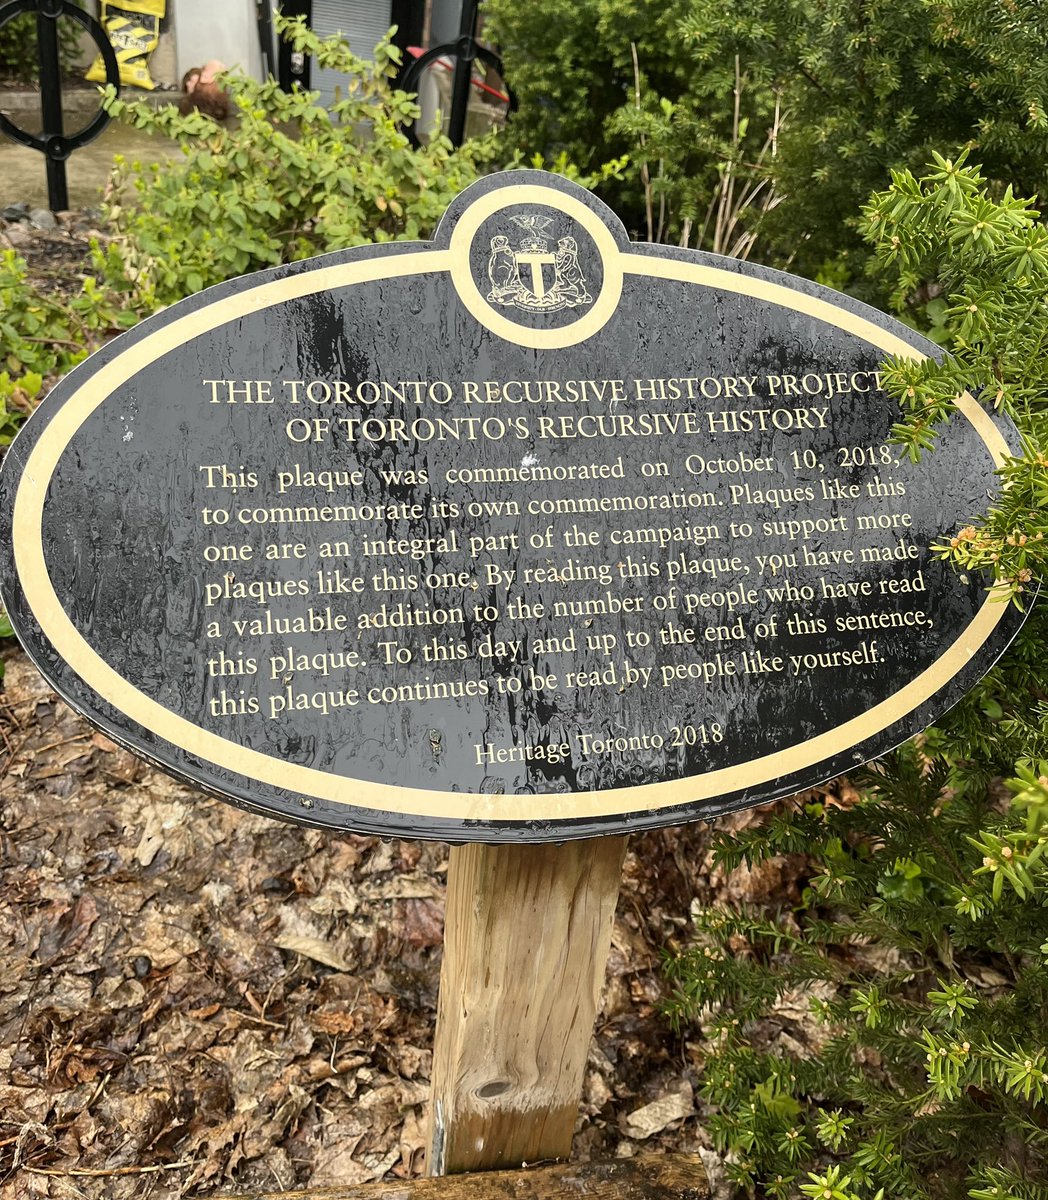 T
THE TORONTO RECURSIVE HISTORY PROJECT
OF TORONTO'S RECURSIVE HISTORY
This plaque was commemorated on October 10, 2018,
to commemorate its own commemoration. Plaques like this
one are an integral part of the campaign to support more
plaques like this one. By reading this plaque, you have made
a valuable addition to the number of people who have read
this plaque. To this day and up to the end of this sentence,
this plaque continues to be read by people like yourself.
Heritage Toronto 2018